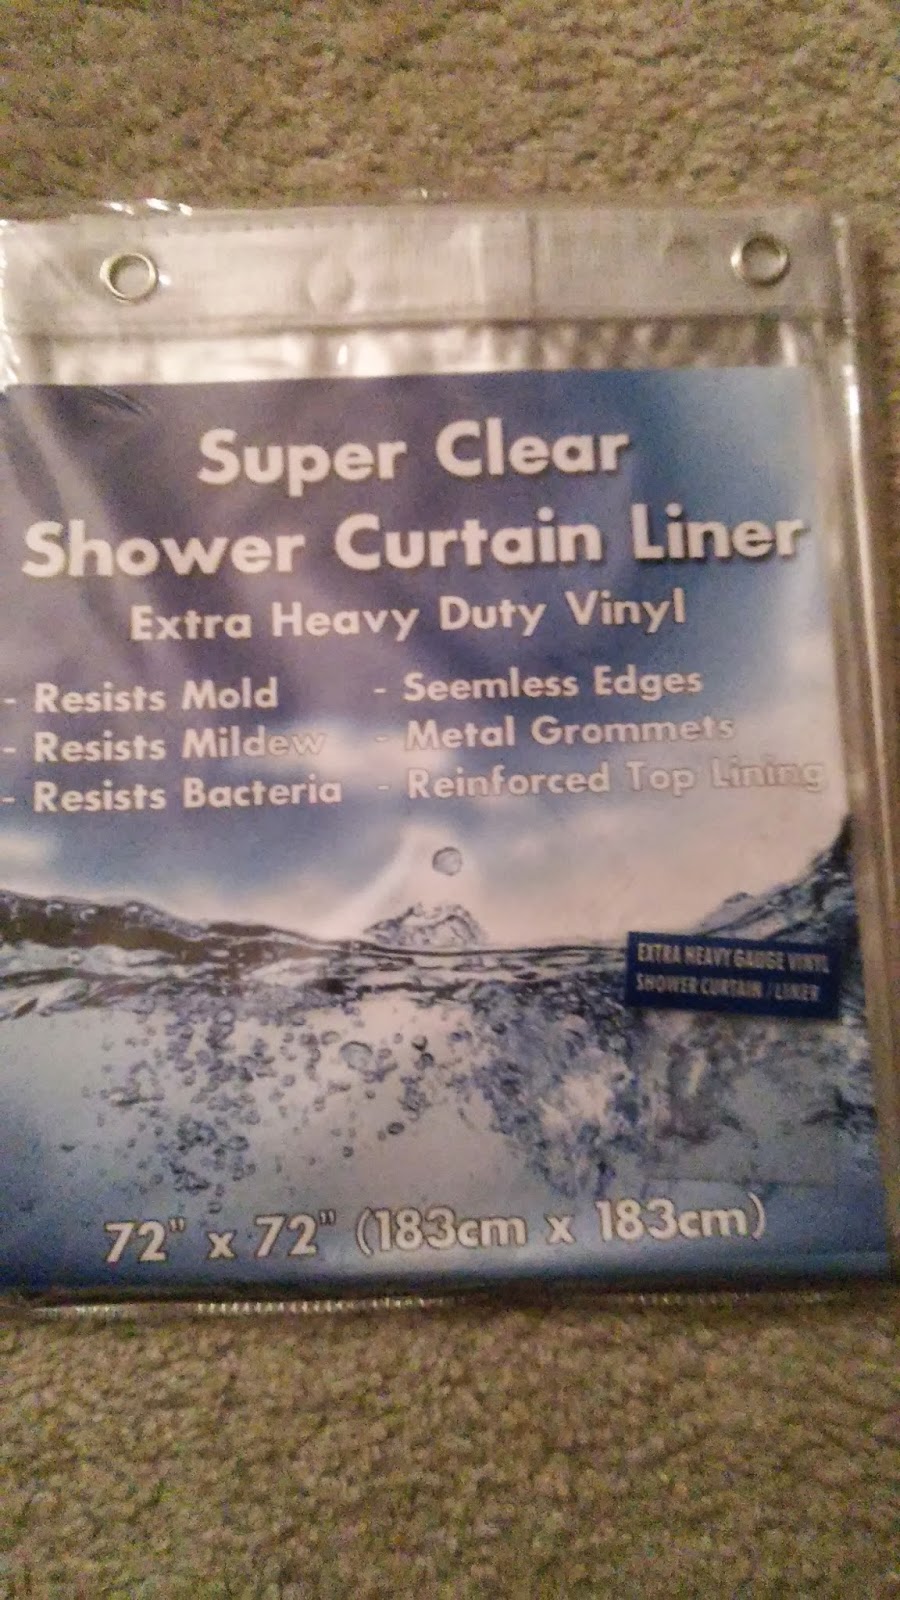 Super Clear
Shower Curtain Liner
Extra Heavy Duty Vinyl
- Resists Mold
- Resists Mildew
- Resists Bacteria
- Seemless Edges
- Metal Grommets
- Reinforced Top Lining
EXTRA HEAVY GAUGE VINYL
SHOWER CURTAIN / LINER
72" x 72" (183cm x 183cm)